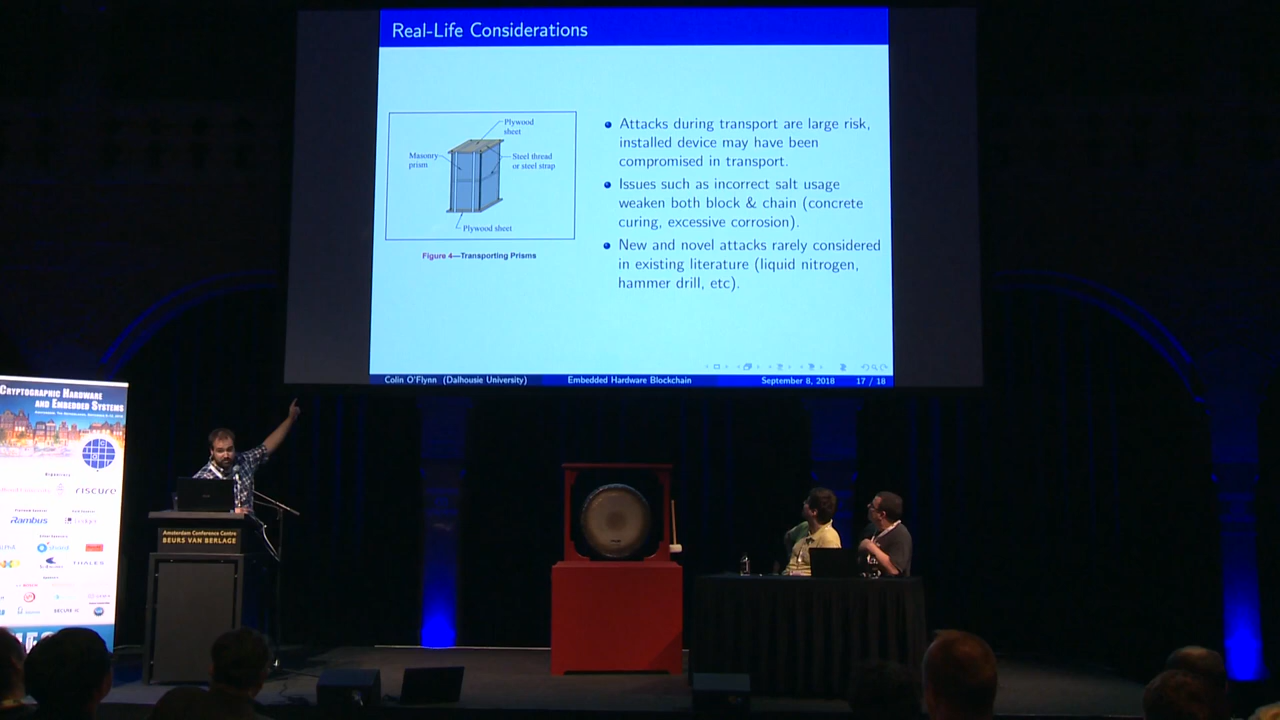 Real-Life Considerations
Plywood
sheet
Masonry
prism
Steel thread
or steel strap
Plywood sheet
Figure 4—Transporting Prisms
Attacks during transport are large risk,
installed device may have been
compromised in transport.
Issues such as incorrect salt usage
weaken both block & chain (concrete
curing, excessive corrosion).
New and novel attacks rarely considered
in existing literature (liquid nitrogen,
hammer drill, etc).
Colin O'Flynn (Dalhousie University)
Embedded Hardware Blockchain
September 8, 2018
17 / 18
Cryptographic Hardware
and Embedded Systems
riscure
Rambus
THALES
Amsterdam Conference Centre
BEURS VAN BERLAGE